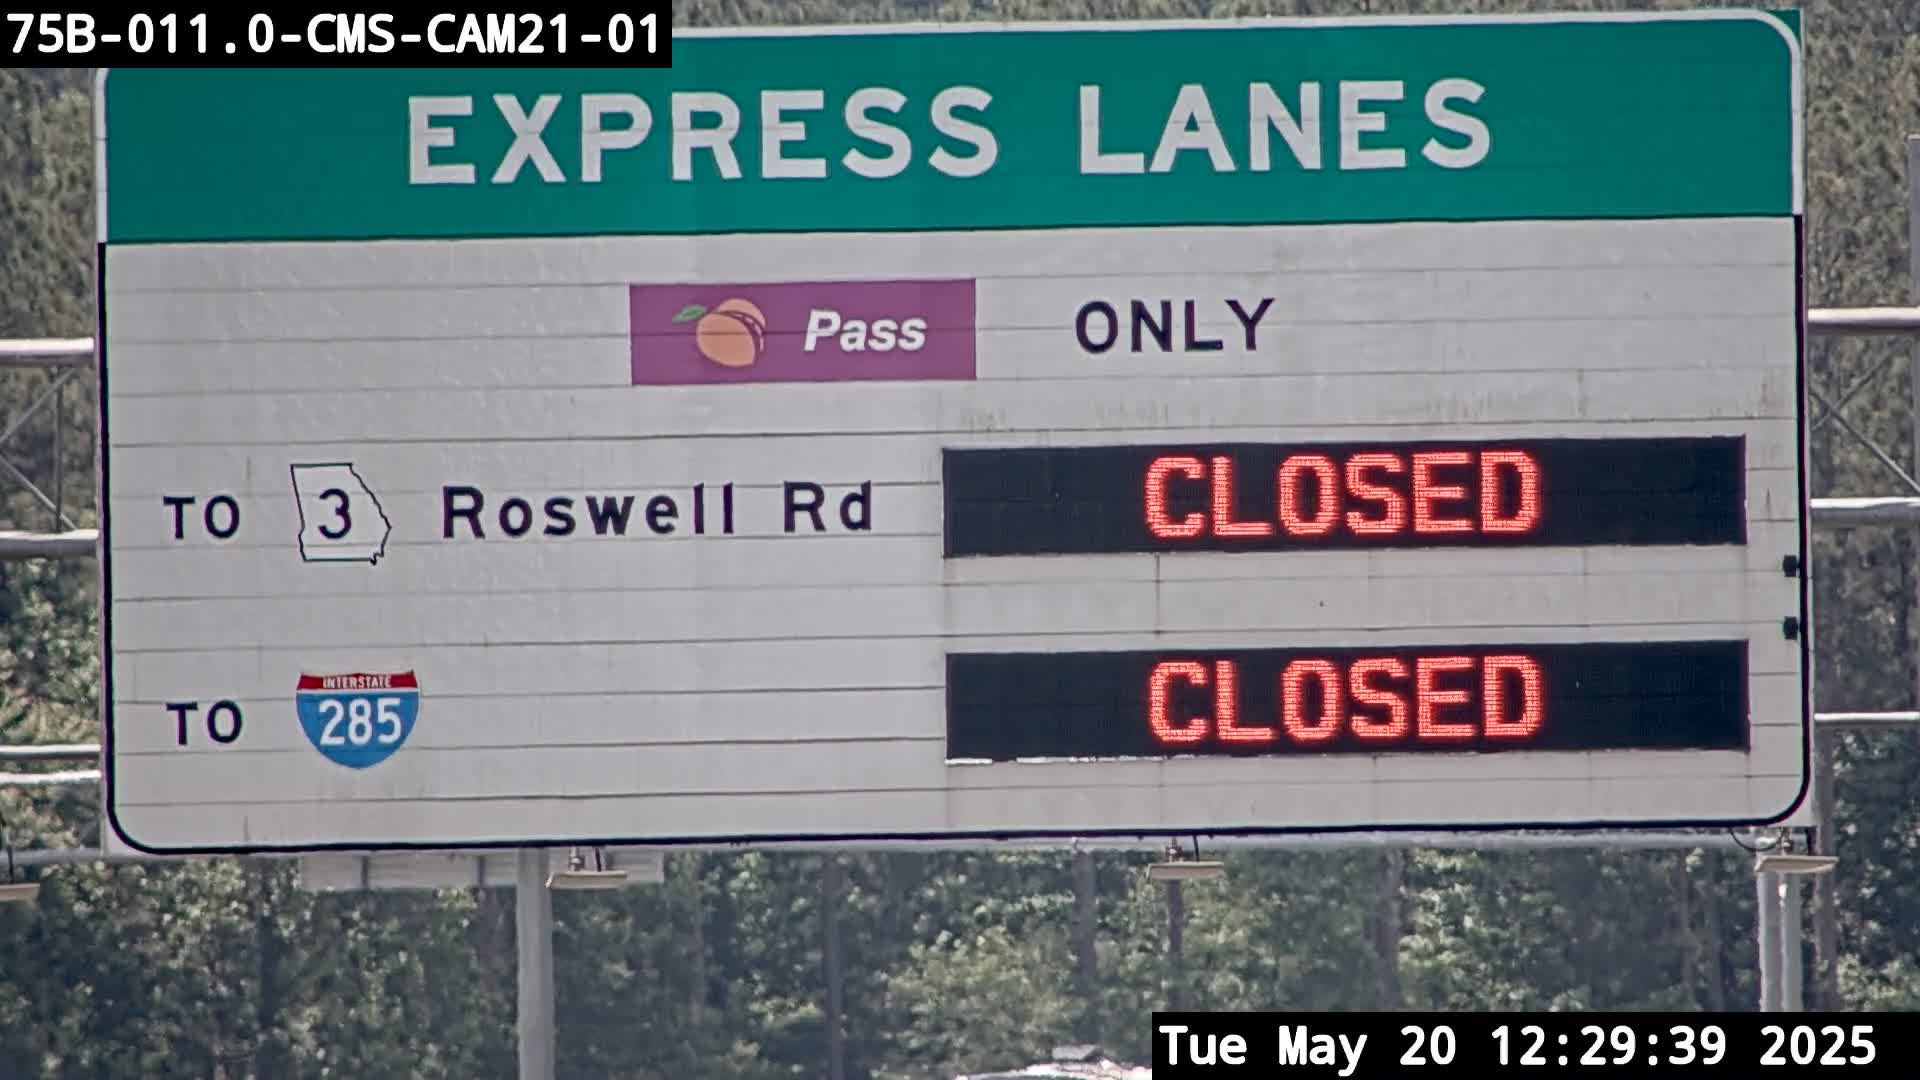 75B-011.0-CMS-CAM21-01
EXPRESS LANES
Pass ONLY
TO 3 Roswell Rd CLOSED
TO INTERSTATE 285 CLOSED
Tue May 20 12:29:39 2025